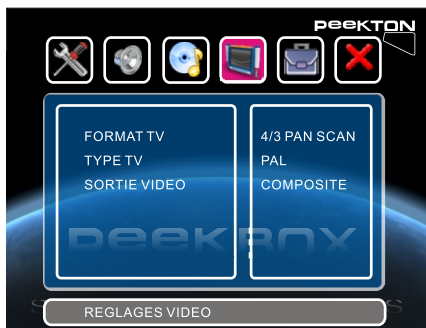 PEEKTON
FORMAT TV 4/3 PAN SCAN
TYPE TV PAL
SORTIE VIDEO COMPOSITE
PEEKBOX
REGLAGES VIDEO